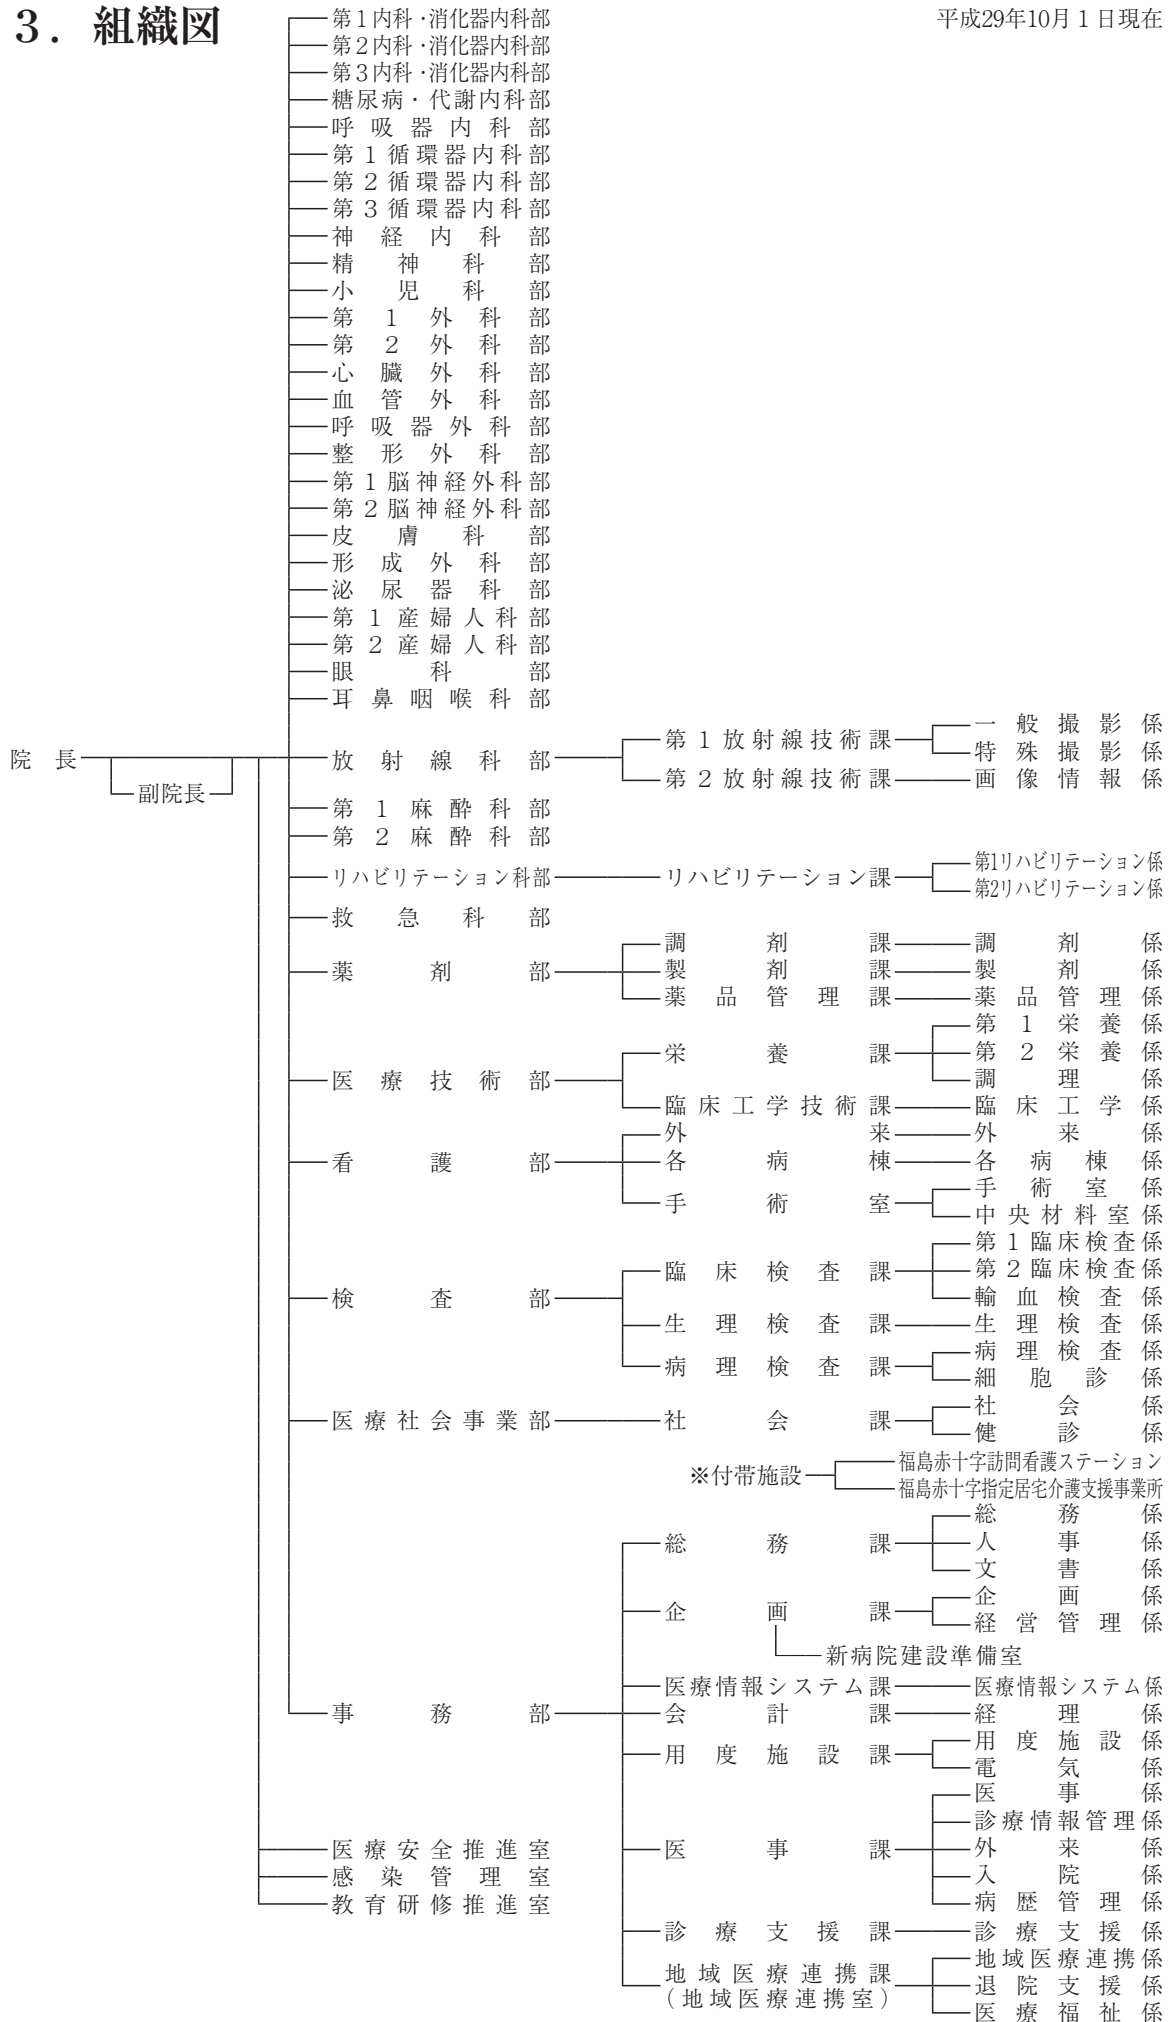 3．組織図
平成29年10月1日現在
第1内科・消化器内科部
第2内科・消化器内科部
第3内科・消化器内科部
糖尿病・代謝内科部
呼吸器内科部
第1循環器内科部
第2循環器内科部
第3循環器内科部
神経内科部
精神科部
小児科部
第1外科部
第2外科部
心臓外科部
血管外科部
呼吸器外科部
整形外科部
第1脳神経外科部
第2脳神経外科部
皮膚科部
形成外科部
泌尿器科部
第1産婦人科部
第2産婦人科部
眼科部
耳鼻咽喉科部
院長
副院長
放射線科部
第1放射線技術課
一般撮影係
特殊撮影係
第2放射線技術課
画像情報係
第1麻酔科部
第2麻酔科部
リハビリテーション科部
リハビリテーション課
第1リハビリテーション係
第2リハビリテーション係
救急科部
薬剤部
調剤課
調剤係
製剤課
製剤係
薬品管理課
薬品管理係
医療技術部
栄養課
第1栄養係
第2栄養係
調理係
臨床工学技術課
臨床工学係
看護部
外来
外来係
各病棟
各病棟係
手術室
手術室係
中央材料室係
検査部
臨床検査課
第1臨床検査係
第2臨床検査係
輸血検査係
生理検査課
生理検査係
病理検査課
病理検査係
細胞診係
医療社会事業部
社会課
社会係
健診係
※付帯施設
福島赤十字訪問看護ステーション
福島赤十字指定居宅介護支援事業所
事務部
総務課
総務係
人事係
文書係
企画課
企画係
経営管理係
新病院建設準備室
医療情報システム課
医療情報システム係
会計課
経理係
用度施設課
用度施設係
電気係
医事課
医事係
診療情報管理係
外来係
入院係
病歴管理係
診療支援課
診療支援係
地域医療連携課
(地域医療連携室)
地域医療連携係
退院支援係
医療福祉係
医療安全推進室
感染管理室
教育研修推進室